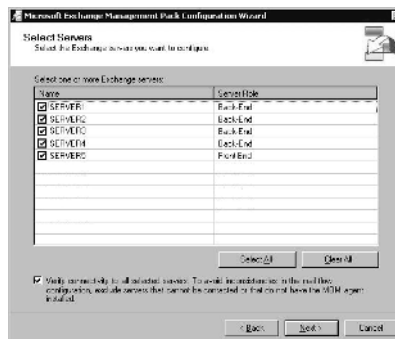 Microsoft Exchange Management Pack Configuration Wizard
Select Servers
Select the Exchange servers you want to configure
Select one or more Exchange servers:
Name Server Role
SERVER1 Back-End
SERVER2 Back-End
SERVER3 Back-End
SERVER4 Back-End
SERVER5 Front-End
Select All Clear All
Verify connectivity to all selected servers. To avoid inconsistencies in the mail flow
configuration, exclude servers that cannot be contacted or that do not have the MOM agent
installed.
< Back Next > Cancel